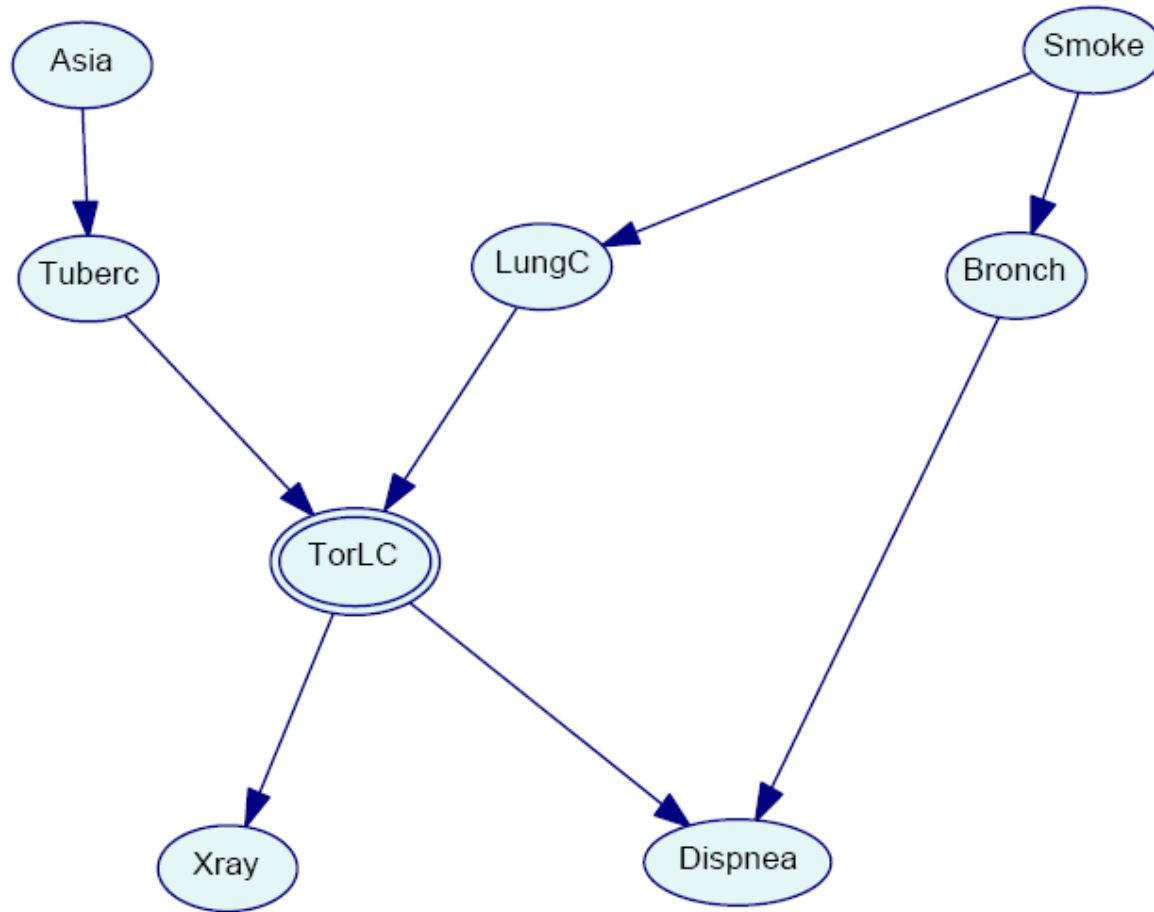 Asia
Smoke
Tuberc
LungC
Bronch
TorLC
Xray
Dispnea